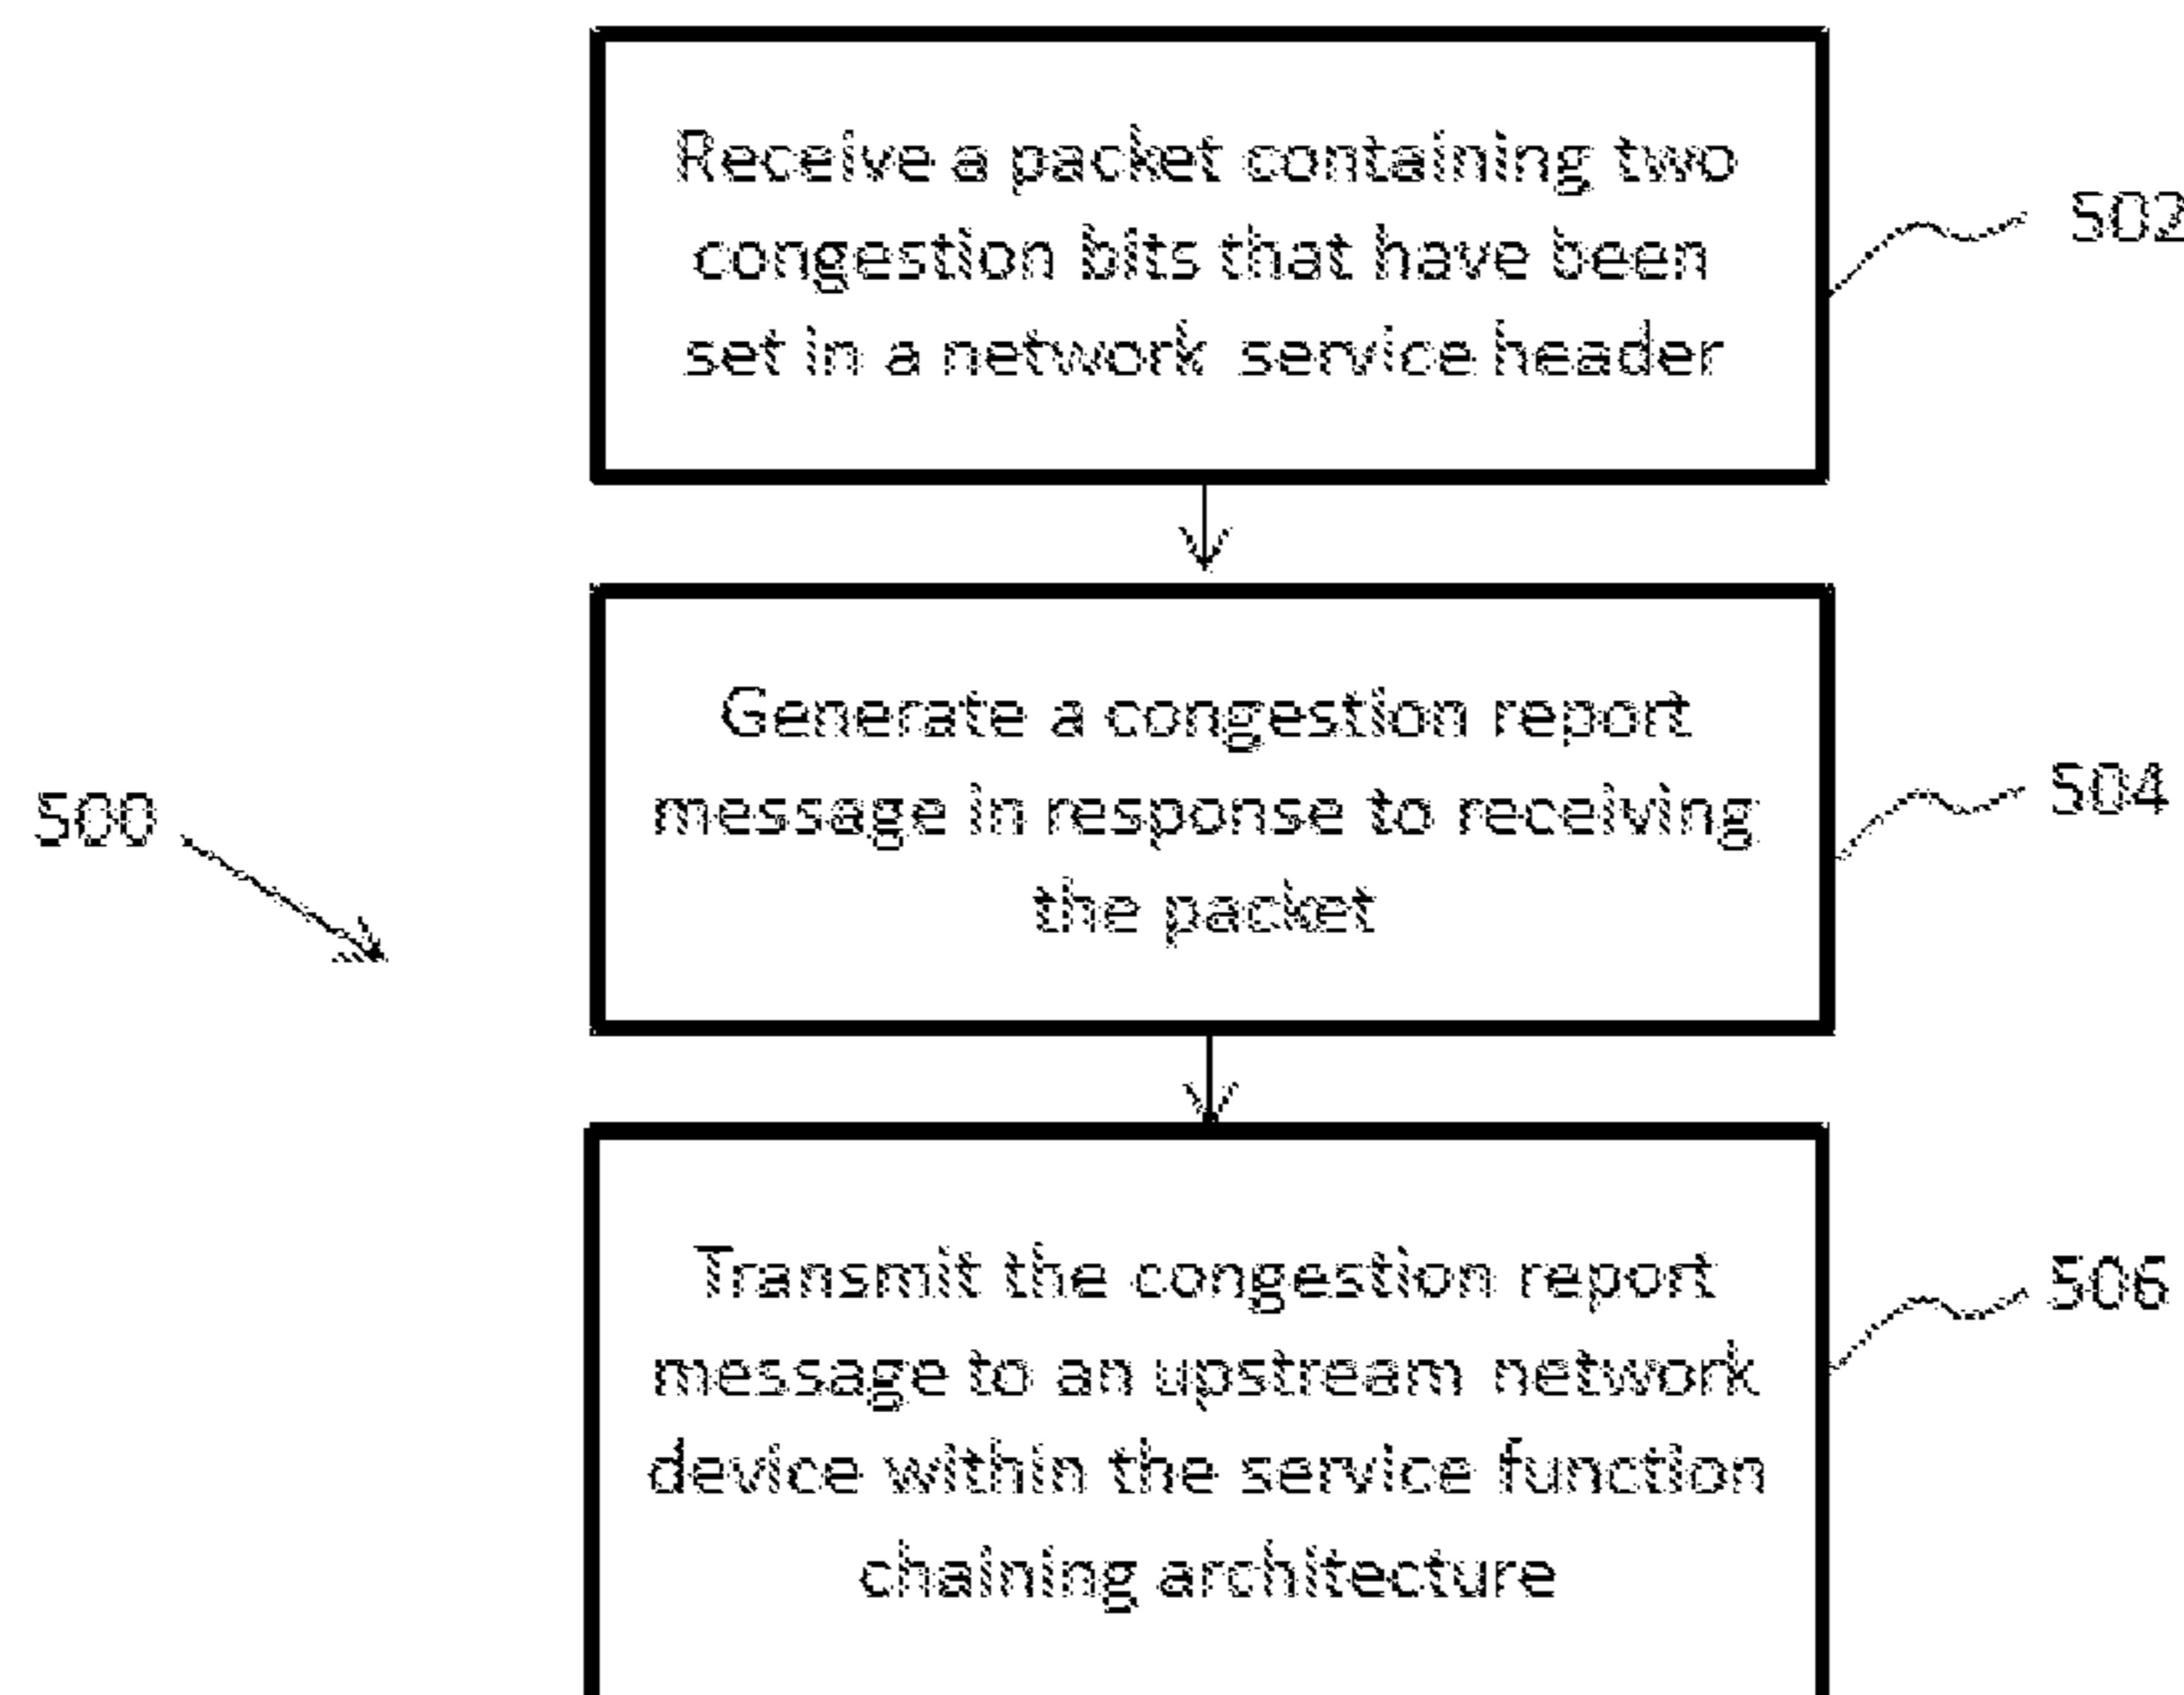 Receive a packet containing two
congestion bits that have been
set in a network service header
502
Generate a congestion report
message in response to receiving
the packet
504
500
Transmit the congestion report
message to an upstream network
device within the service function
chaining architecture
506